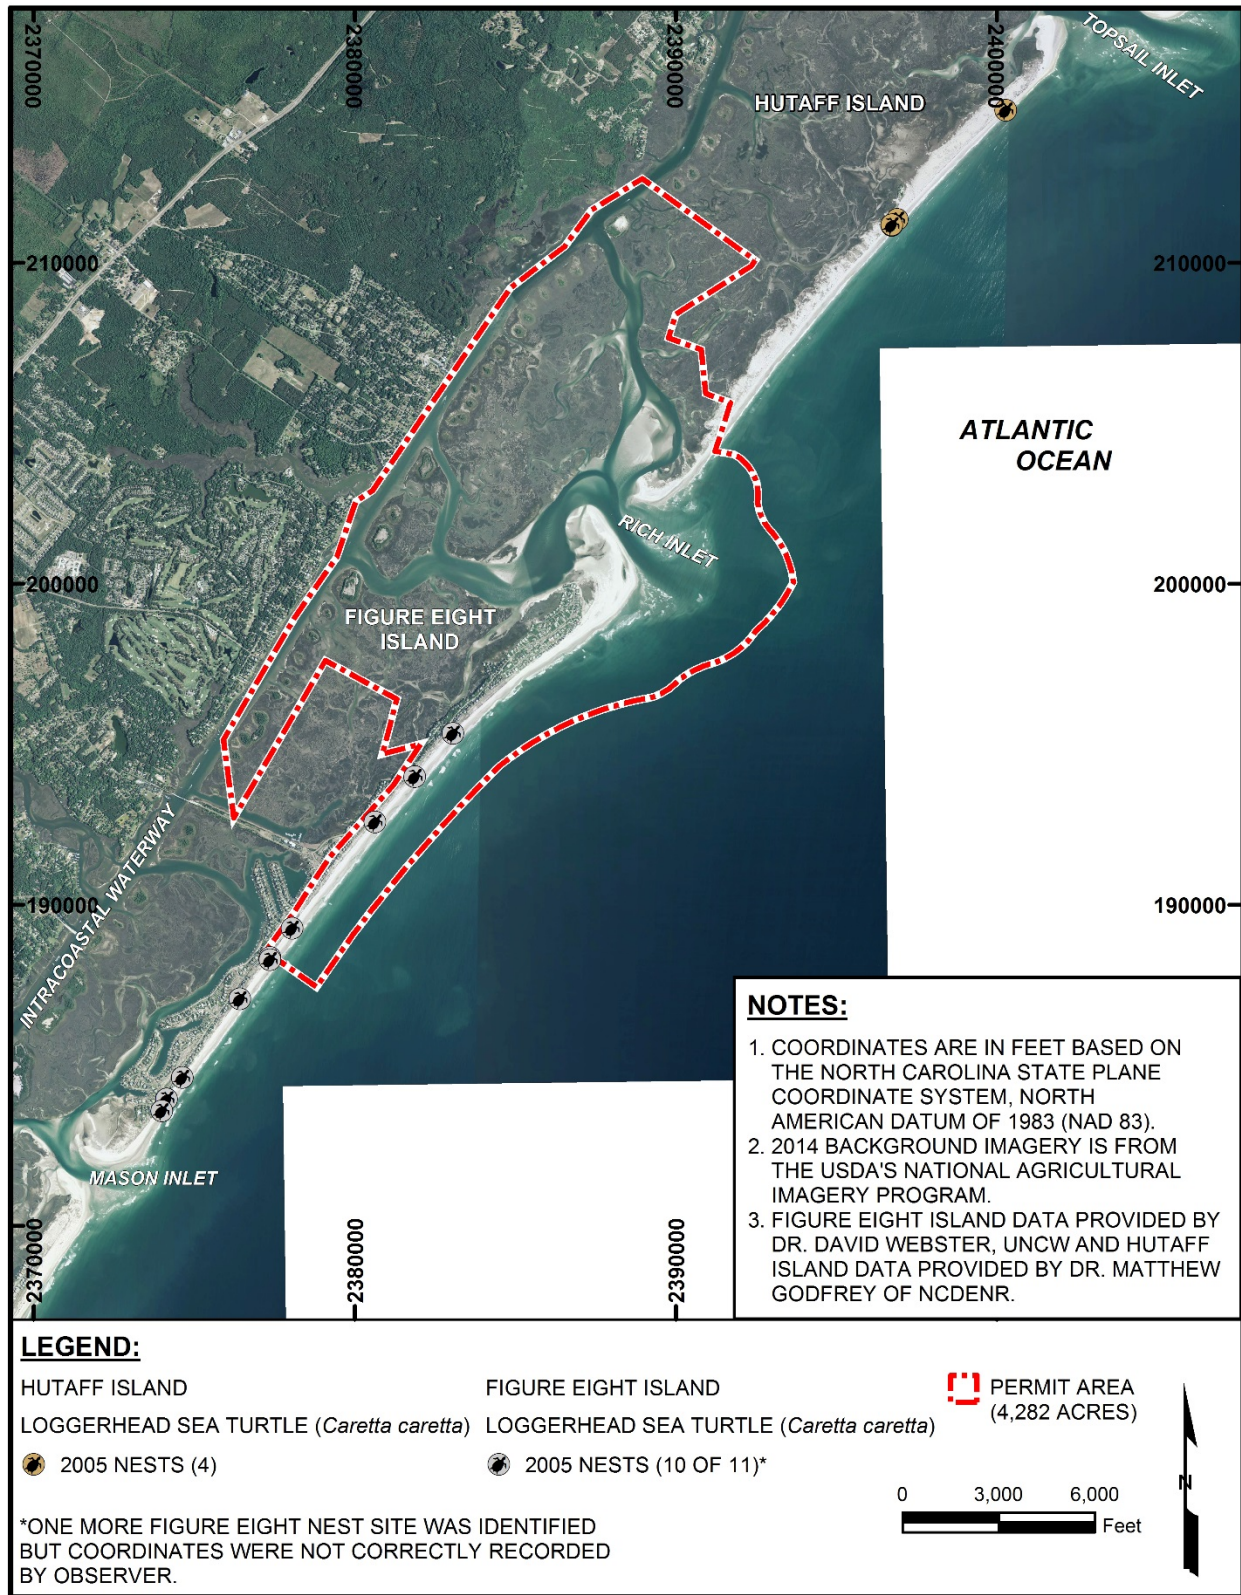 2370000
2380000
2390000
2400000
TOPSAIL INLET
HUTAFF ISLAND
210000
210000
ATLANTIC
OCEAN
RICH INLET
200000
200000
FIGURE EIGHT
ISLAND
INTRACOASTAL WATERWAY
190000
190000
MASON INLET
2370000
2380000
2390000
NOTES:
1. COORDINATES ARE IN FEET BASED ON
THE NORTH CAROLINA STATE PLANE
COORDINATE SYSTEM, NORTH
AMERICAN DATUM OF 1983 (NAD 83).
2. 2014 BACKGROUND IMAGERY IS FROM
THE USDA'S NATIONAL AGRICULTURAL
IMAGERY PROGRAM.
3. FIGURE EIGHT ISLAND DATA PROVIDED BY
DR. DAVID WEBSTER, UNCW AND HUTAFF
ISLAND DATA PROVIDED BY DR. MATTHEW
GODFREY OF NCDENR.
LEGEND:
HUTAFF ISLAND
LOGGERHEAD SEA TURTLE (Caretta caretta)
2005 NESTS (4)
FIGURE EIGHT ISLAND
LOGGERHEAD SEA TURTLE (Caretta caretta)
2005 NESTS (10 OF 11)*
PERMIT AREA
(4,282 ACRES)
*ONE MORE FIGURE EIGHT NEST SITE WAS IDENTIFIED
BUT COORDINATES WERE NOT CORRECTLY RECORDED
BY OBSERVER.
0 3,000 6,000
Feet
N